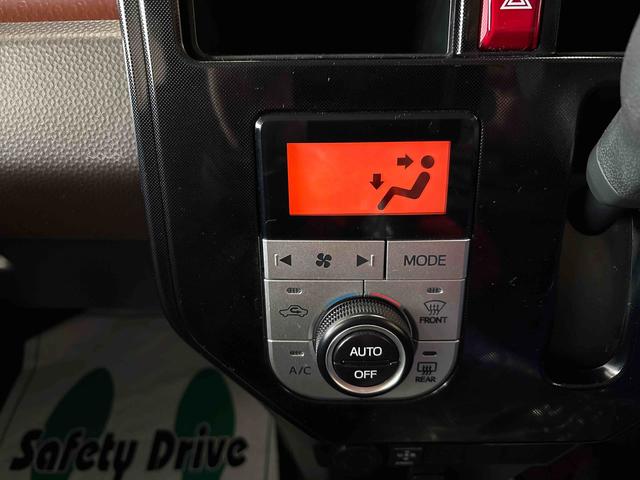 MODE
FRONT
AUTO
A/C
OFF
REAR
Safety Drive